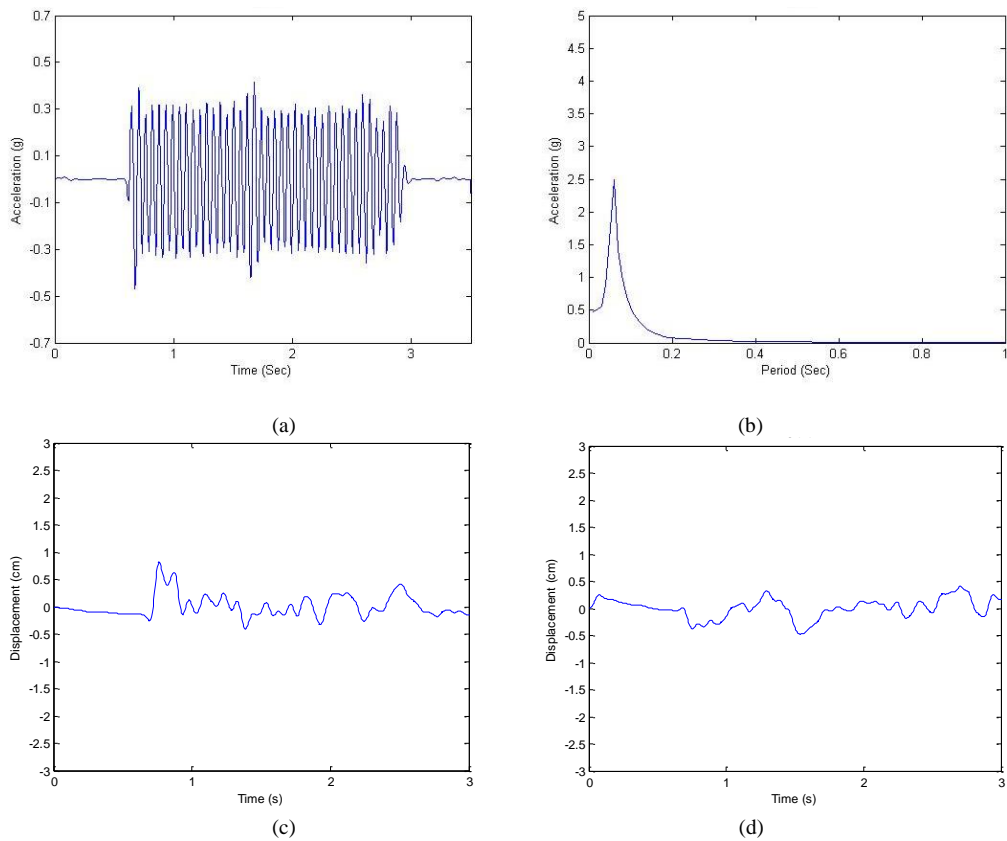 0.7
0.5
0.3
0.1
-0.1
-0.3
-0.5
-0.7
Acceleration (g)
0 1 2 3
Time (Sec)
(a)
5
4.5
4
3.5
3
2.5
2
1.5
1
0.5
0
Acceleration (g)
0 0.2 0.4 0.6 0.8 1
Period (Sec)
(b)
3
2.5
2
1.5
1
0.5
0
-0.5
-1
-1.5
-2
-2.5
-3
Displacement (cm)
0 1 2 3
Time (s)
(c)
3
2.5
2
1.5
1
0.5
0
-0.5
-1
-1.5
-2
-2.5
-3
Displacement (cm)
0 1 2 3
Time (s)
(d)